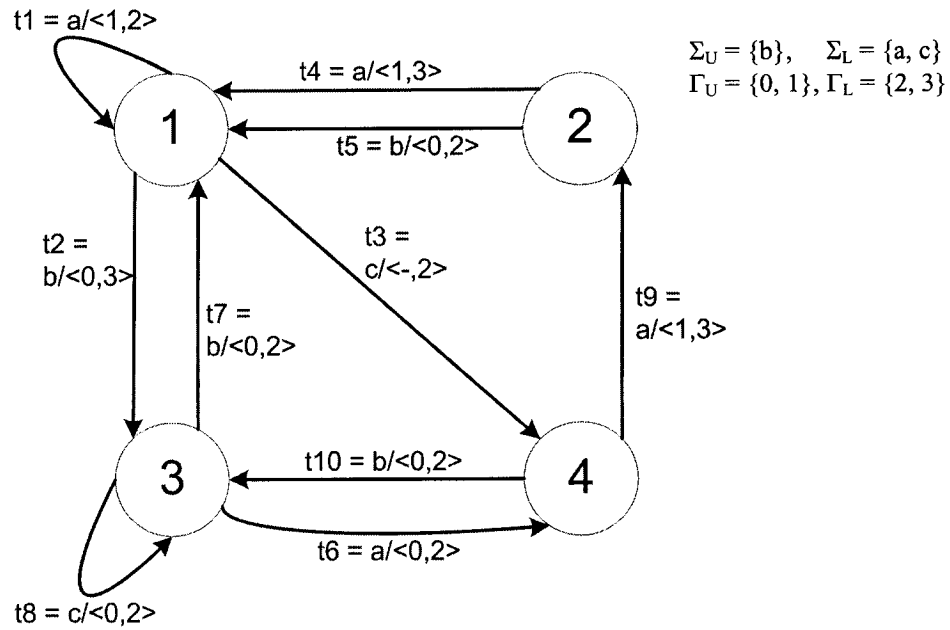 t1 = a/<1,2>
Σ_U = {b},    Σ_L = {a, c}
Γ_U = {0, 1}, Γ_L = {2, 3}
t4 = a/<1,3>
1
2
t5 = b/<0,2>
t2 =
b/<0,3>
t3 =
c/<-,2>
t7 =
b/<0,2>
t9 =
a/<1,3>
t10 = b/<0,2>
3
4
t6 = a/<0,2>
t8 = c/<0,2>